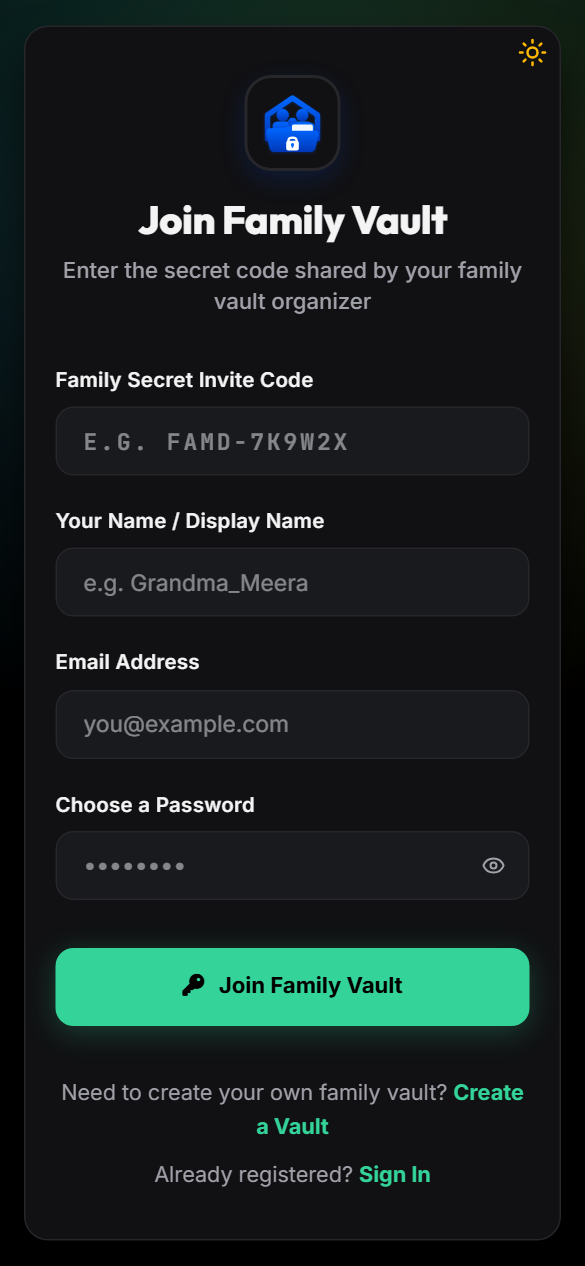 Join Family Vault
Enter the secret code shared by your family
vault organizer
Family Secret Invite Code
E.G. FAMD-7K9W2X
Your Name / Display Name
e.g. Grandma_Meera
Email Address
you@example.com
Choose a Password
••••••••
Join Family Vault
Need to create your own family vault? Create
a Vault
Already registered? Sign In